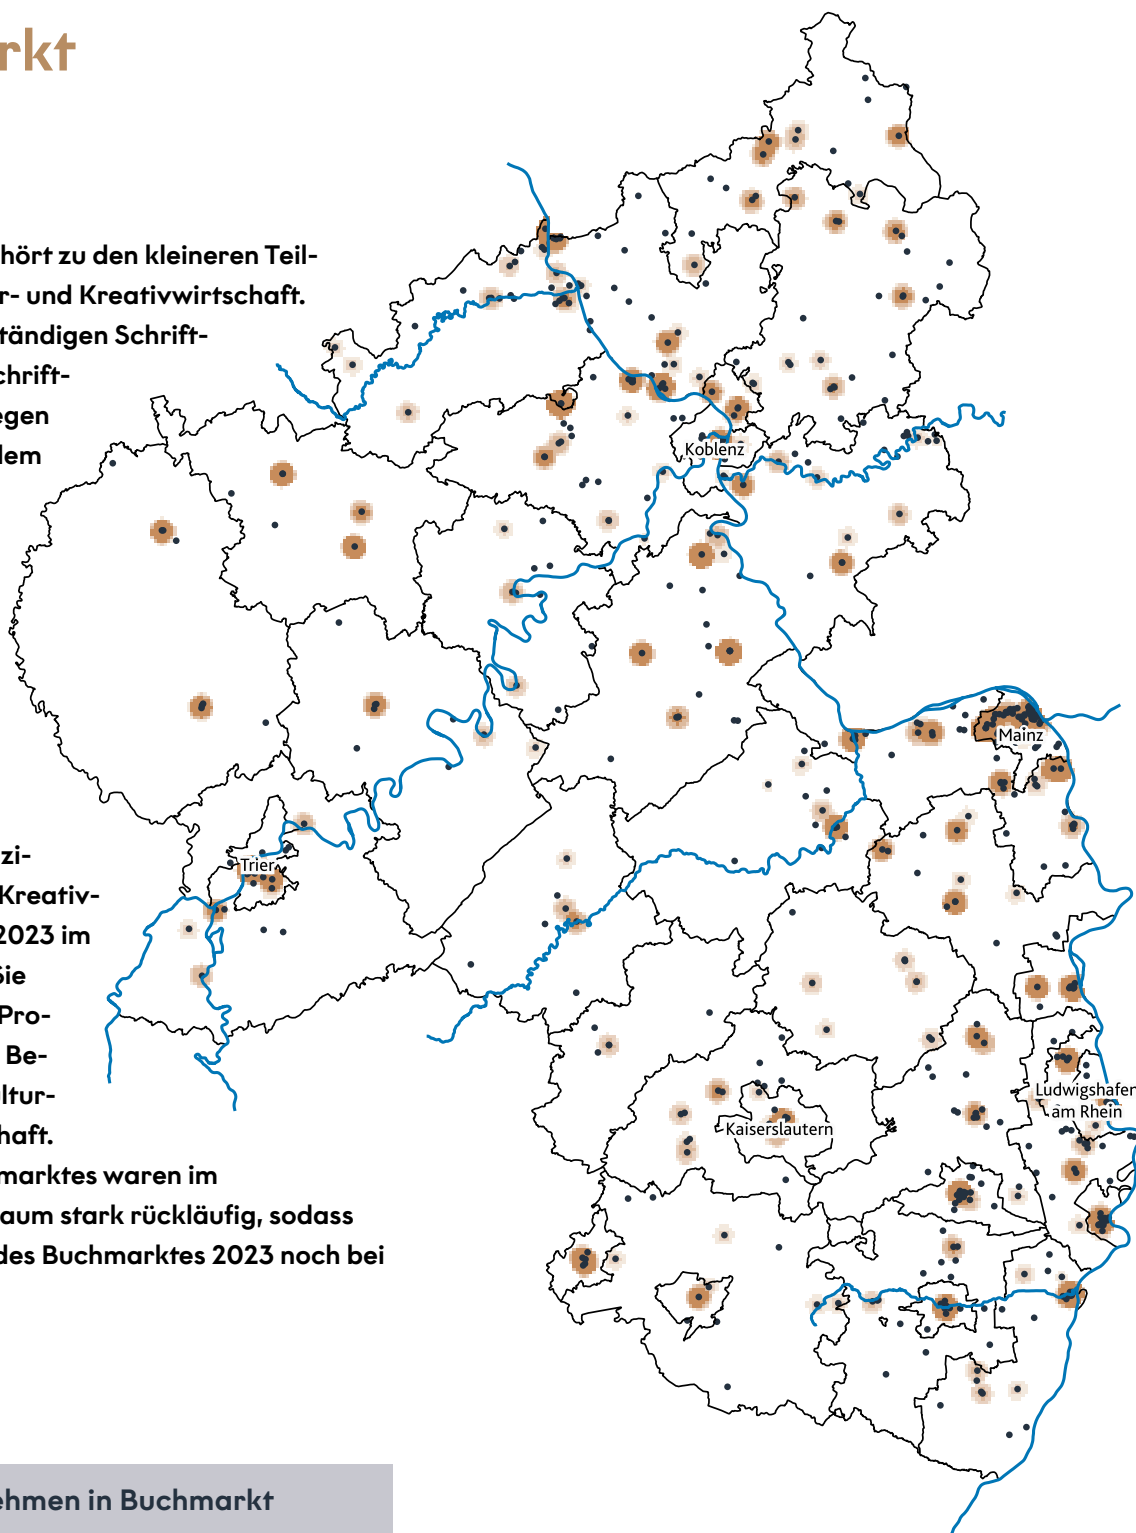 rkt
hört zu den kleineren Teil-
r- und Kreativwirtschaft.
tändigen Schrift-
chrift-
egen
dem
zi-
Kreativ-
2023 im
Sie
Pro-
Be-
ltur-
haft.
marktes waren im
aum stark rückläufig, sodass
des Buchmarktes 2023 noch bei
ehmen in Buchmarkt
Koblenz
Mainz
Trier
Ludwigshafen
am Rhein
Kaiserslautern